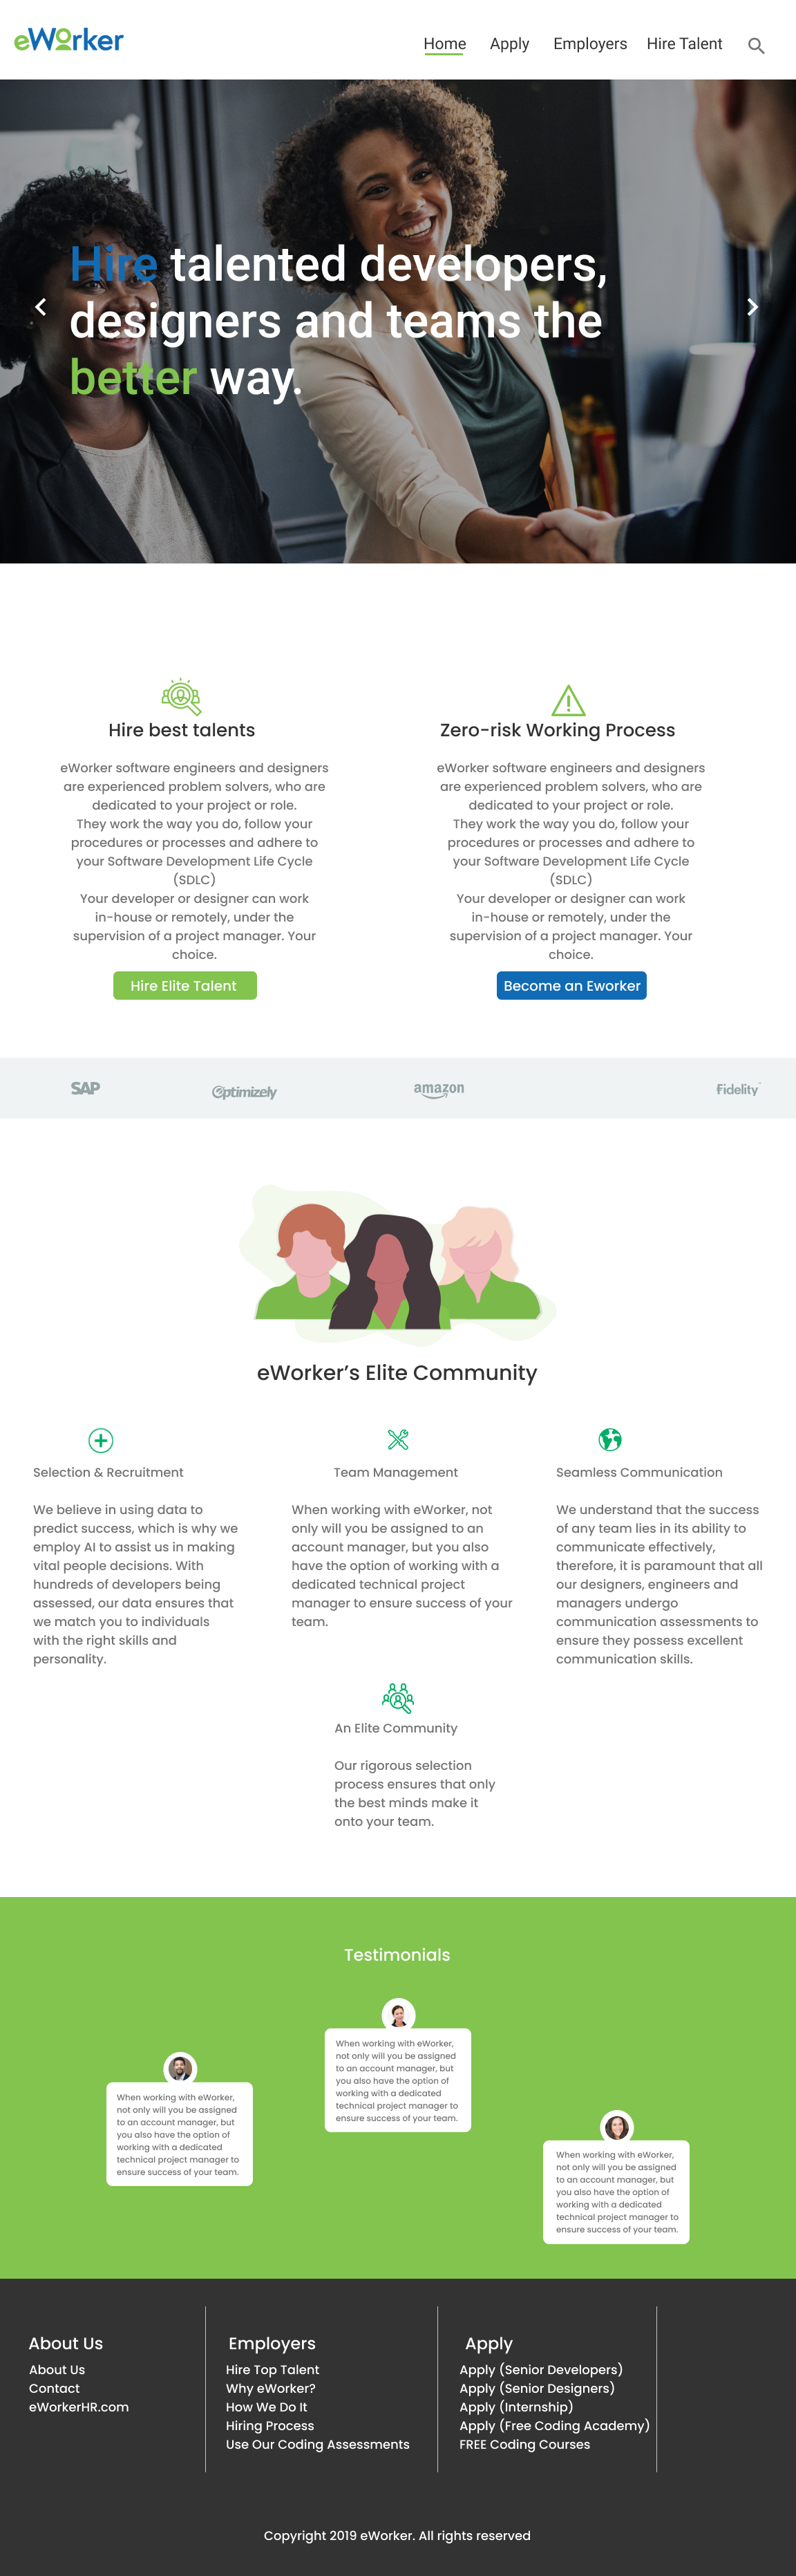 eWorker
Home Apply Employers Hire Talent
Hire talented developers,
designers and teams the
better way.
Hire best talents
eWorker software engineers and designers
are experienced problem solvers, who are
dedicated to your project or role.
They work the way you do, follow your
procedures or processes and adhere to
your Software Development Life Cycle
(SDLC)
Your developer or designer can work
in-house or remotely, under the
supervision of a project manager. Your
choice.
Hire Elite Talent
Zero-risk Working Process
eWorker software engineers and designers
are experienced problem solvers, who are
dedicated to your project or role.
They work the way you do, follow your
procedures or processes and adhere to
your Software Development Life Cycle
(SDLC)
Your developer or designer can work
in-house or remotely, under the
supervision of a project manager. Your
choice.
Become an Eworker
SAP Optimizely amazon Fidelity
eWorker’s Elite Community
Selection & Recruitment
We believe in using data to
predict success, which is why we
employ AI to assist us in making
vital people decisions. With
hundreds of developers being
assessed, our data ensures that
we match you to individuals
with the right skills and
personality.
Team Management
When working with eWorker, not
only will you be assigned to an
account manager, but you also
have the option of working with a
dedicated technical project
manager to ensure success of your
team.
Seamless Communication
We understand that the success
of any team lies in its ability to
communicate effectively,
therefore, it is paramount that all
our designers, engineers and
managers undergo
communication assessments to
ensure they possess excellent
communication skills.
An Elite Community
Our rigorous selection
process ensures that only
the best minds make it
onto your team.
Testimonials
When working with eWorker,
not only will you be assigned
to an account manager, but
you also have the option of
working with a dedicated
technical project manager to
ensure success of your team.
When working with eWorker,
not only will you be assigned
to an account manager, but
you also have the option of
working with a dedicated
technical project manager to
ensure success of your team.
When working with eWorker,
not only will you be assigned
to an account manager, but
you also have the option of
working with a dedicated
technical project manager to
ensure success of your team.
About Us
About Us
Contact
eWorkerHR.com
Employers
Hire Top Talent
Why eWorker?
How We Do It
Hiring Process
Use Our Coding Assessments
Apply
Apply (Senior Developers)
Apply (Senior Designers)
Apply (Internship)
Apply (Free Coding Academy)
FREE Coding Courses
Copyright 2019 eWorker. All rights reserved